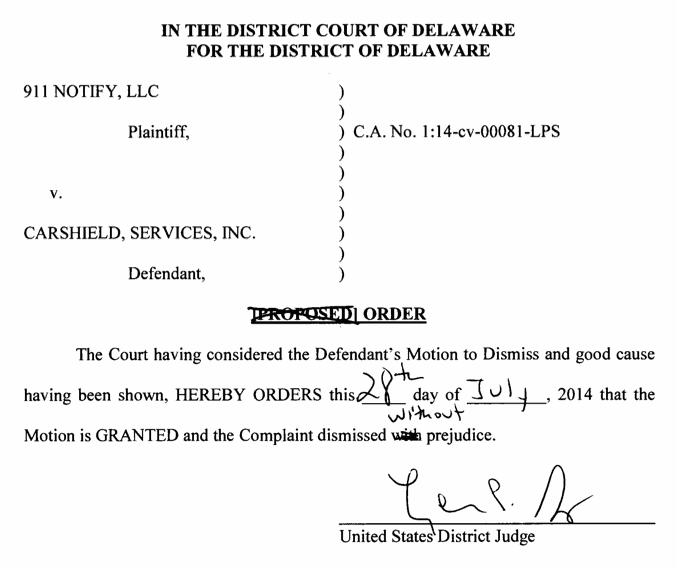 IN THE DISTRICT COURT OF DELAWARE
FOR THE DISTRICT OF DELAWARE
911 NOTIFY, LLC )
)
Plaintiff, ) C.A. No. 1:14-cv-00081-LPS
)
)
v. )
)
CARSHIELD, SERVICES, INC. )
)
Defendant, )
[PROPOSED] ORDER
The Court having considered the Defendant's Motion to Dismiss and good cause
having been shown, HEREBY ORDERS this 28th day of July, 2014 that the
without
Motion is GRANTED and the Complaint dismissed with prejudice.
United States District Judge